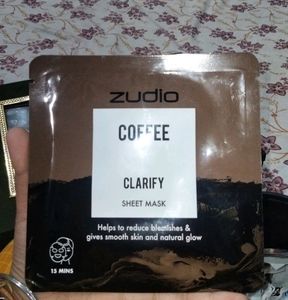 zudio
COFFEE
CLARIFY
SHEET MASK
Helps to reduce blemishes &
gives smooth skin and natural glow
15 MINS